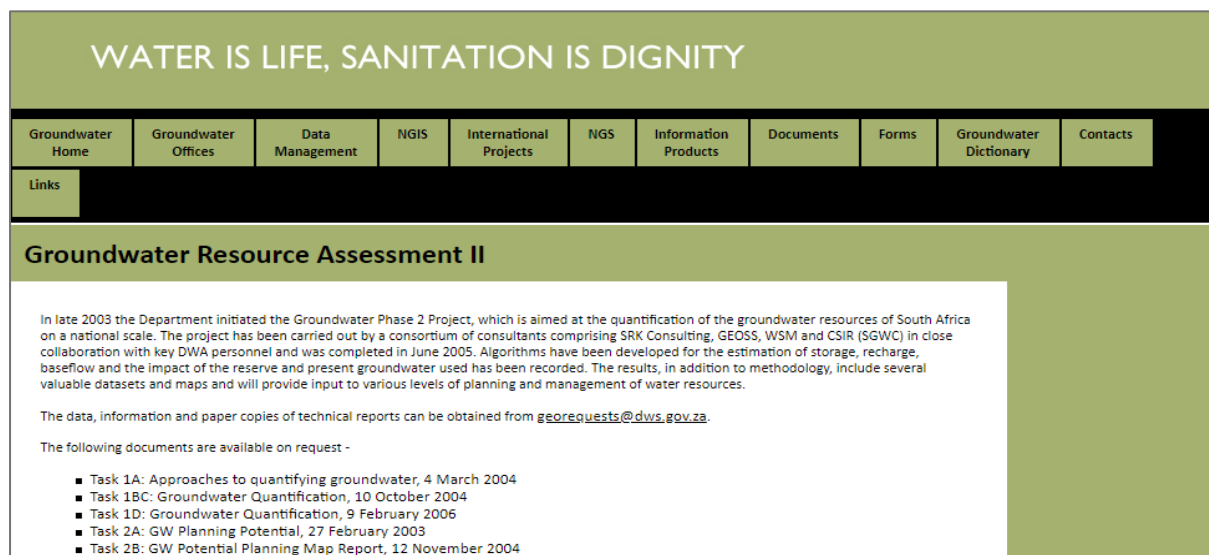 WATER IS LIFE, SANITATION IS DIGNITY
Groundwater Home
Groundwater Offices
Data Management
NGIS
International Projects
NGS
Information Products
Documents
Forms
Groundwater Dictionary
Contacts
Links
Groundwater Resource Assessment II
In late 2003 the Department initiated the Groundwater Phase 2 Project, which is aimed at the quantification of the groundwater resources of South Africa
on a national scale. The project has been carried out by a consortium of consultants comprising SRK Consulting, GEOSS, WSM and CSIR (SGWC) in close
collaboration with key DWA personnel and was completed in June 2005. Algorithms have been developed for the estimation of storage, recharge,
baseflow and the impact of the reserve and present groundwater used has been recorded. The results, in addition to methodology, include several
valuable datasets and maps and will provide input to various levels of planning and management of water resources.
The data, information and paper copies of technical reports can be obtained from georequests@dws.gov.za.
The following documents are available on request -
■ Task 1A: Approaches to quantifying groundwater, 4 March 2004
■ Task 1BC: Groundwater Quantification, 10 October 2004
■ Task 1D: Groundwater Quantification, 9 February 2006
■ Task 2A: GW Planning Potential, 27 February 2003
■ Task 2B: GW Potential Planning Map Report, 12 November 2004